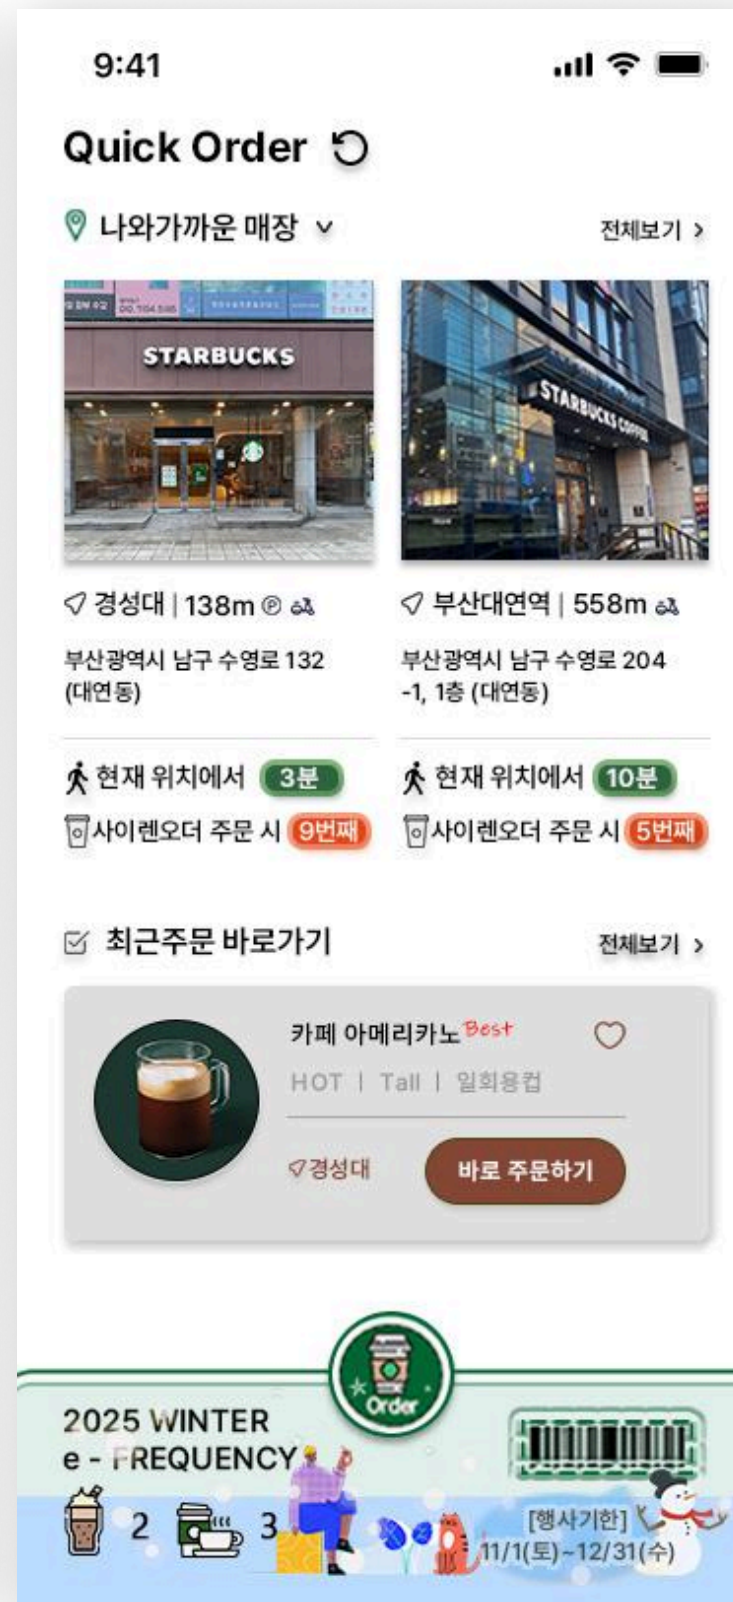 9:41
Quick Order
나와가까운 매장
전체보기
STARBUCKS
STARBUCKS COFFEE
경성대 | 138m Ⓟ
부산대연역 | 558m
부산광역시 남구 수영로 132
(대연동)
부산광역시 남구 수영로 204
-1, 1층 (대연동)
현재 위치에서 3분
사이렌오더 주문 시 9번째
현재 위치에서 10분
사이렌오더 주문 시 5번째
최근주문 바로가기
전체보기
카페 아메리카노 Best
HOT | Tall | 일회용컵
경성대
바로 주문하기
Order
2025 WINTER
e - FREQUENCY
2 3
[행사기한]
11/1(토)~12/31(수)